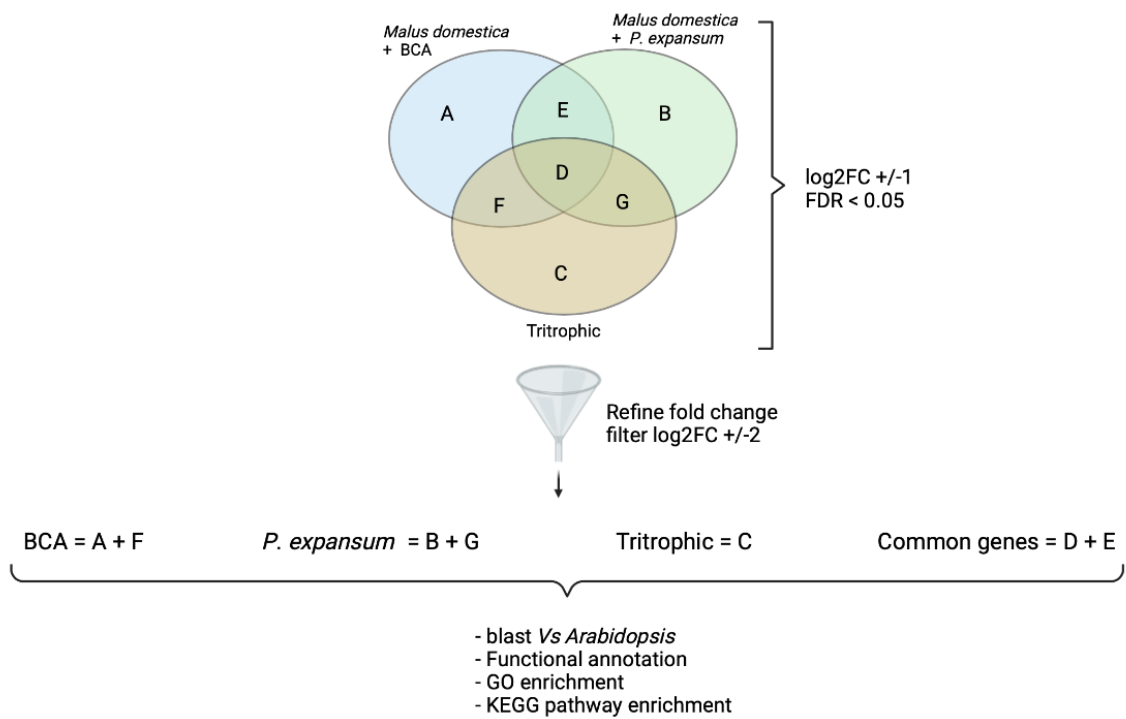 Malus domestica
+ BCA
Malus domestica
+ P. expansum
A
E
B
D
F
G
C
Tritrophic
log2FC +/-1
FDR < 0.05
Refine fold change
filter log2FC +/-2
BCA = A + F
P. expansum = B + G
Tritrophic = C
Common genes = D + E
- blast Vs Arabidopsis
- Functional annotation
- GO enrichment
- KEGG pathway enrichment